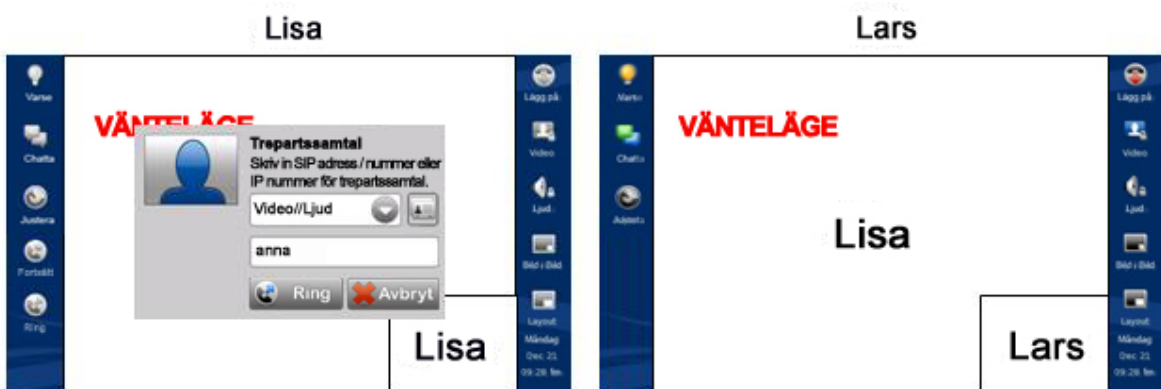 Lisa
Lars
Varse
Chatta
Justera
Fortsätt
Ring
VÄNTELÄGE
Trepartssamtal
Skriv in SIP adress / nummer eller
IP nummer för trepartssamtal.
Video//Ljud
anna
Ring
Avbryt
Lisa
Lägg på
Video
Ljud
Bild i Bild
Layout
Måndag
Dec 21
09:28 fm
Varse
Chatta
Justera
VÄNTELÄGE
Lisa
Lars
Lägg på
Video
Ljud
Bild i Bild
Layout
Måndag
Dec 21
09:28 fm